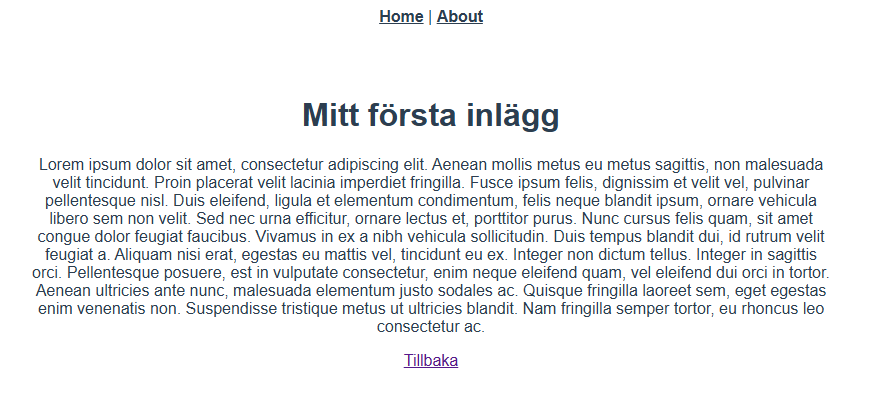 Home | About
Mitt första inlägg
Lorem ipsum dolor sit amet, consectetur adipiscing elit. Aenean mollis metus eu metus sagittis, non malesuada
velit tincidunt. Proin placerat velit lacinia imperdiet fringilla. Fusce ipsum felis, dignissim et velit vel, pulvinar
pellentesque nisl. Duis eleifend, ligula et elementum condimentum, felis neque blandit ipsum, ornare vehicula
libero sem non velit. Sed nec urna efficitur, ornare lectus et, porttitor purus. Nunc cursus felis quam, sit amet
congue dolor feugiat faucibus. Vivamus in ex a nibh vehicula sollicitudin. Duis tempus blandit dui, id rutrum velit
feugiat a. Aliquam nisi erat, egestas eu mattis vel, tincidunt eu ex. Integer non dictum tellus. Integer in sagittis
orci. Pellentesque posuere, est in vulputate consectetur, enim neque eleifend quam, vel eleifend dui orci in tortor.
Aenean ultricies ante nunc, malesuada elementum justo sodales ac. Quisque fringilla laoreet sem, eget egestas
enim venenatis non. Suspendisse tristique metus ut ultricies blandit. Nam fringilla semper tortor, eu rhoncus leo
consectetur ac.
Tillbaka